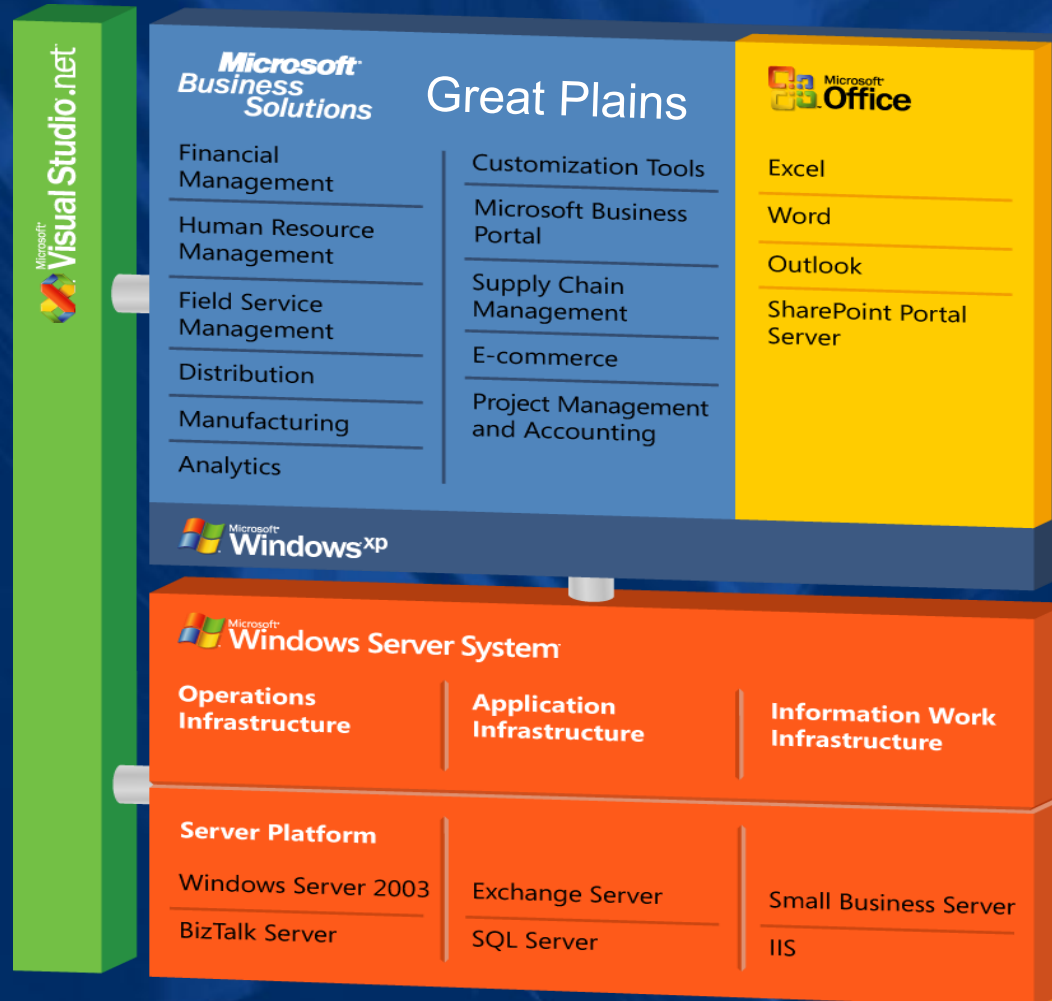 Microsoft
Visual Studio.net
Microsoft
Business
Solutions
Great Plains
Financial
Management
Human Resource
Management
Field Service
Management
Distribution
Manufacturing
Analytics
Customization Tools
Microsoft Business
Portal
Supply Chain
Management
E-commerce
Project Management
and Accounting
Microsoft
Office
Excel
Word
Outlook
SharePoint Portal
Server
Microsoft
Windows xp
Microsoft
Windows Server System
Operations
Infrastructure
Application
Infrastructure
Information Work
Infrastructure
Server Platform
Windows Server 2003
BizTalk Server
Exchange Server
SQL Server
Small Business Server
IIS